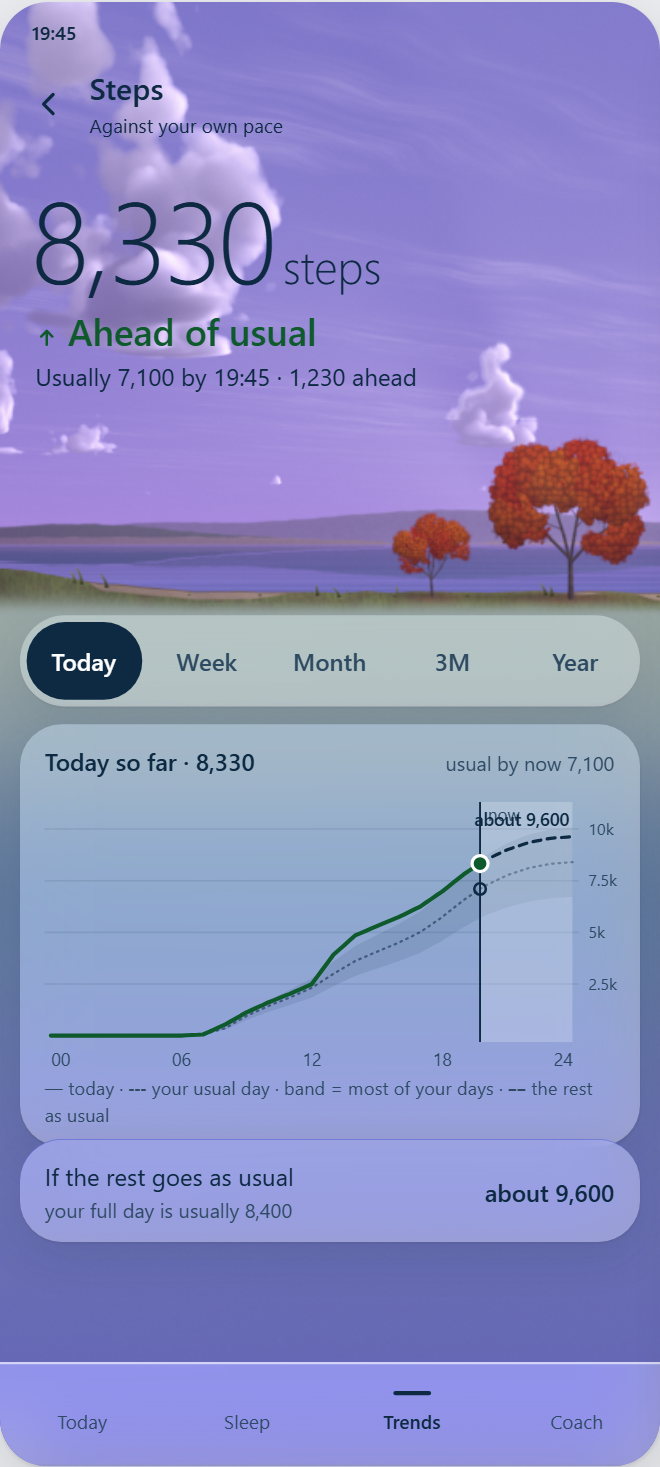 19:45
Steps
Against your own pace
8,330 steps
↑ Ahead of usual
Usually 7,100 by 19:45 · 1,230 ahead
Today Week Month 3M Year
Today so far · 8,330 usual by now 7,100
now
about 9,600
10k
7.5k
5k
2.5k
00 06 12 18 24
— today · --- your usual day · band = most of your days · –– the rest
as usual
If the rest goes as usual
your full day is usually 8,400
about 9,600
Today Sleep Trends Coach